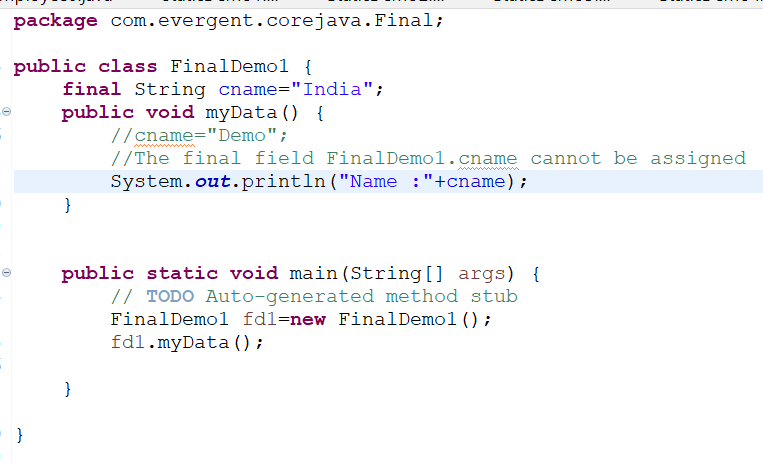 package com.evergent.corejava.Final;
public class FinalDemo1 {
final String cname="India";
public void myData() {
//cname="Demo";
//The final field FinalDemo1.cname cannot be assigned
System.out.println("Name :"+cname);
}
public static void main(String[] args) {
// TODO Auto-generated method stub
FinalDemo1 fd1=new FinalDemo1();
fd1.myData();
}
}